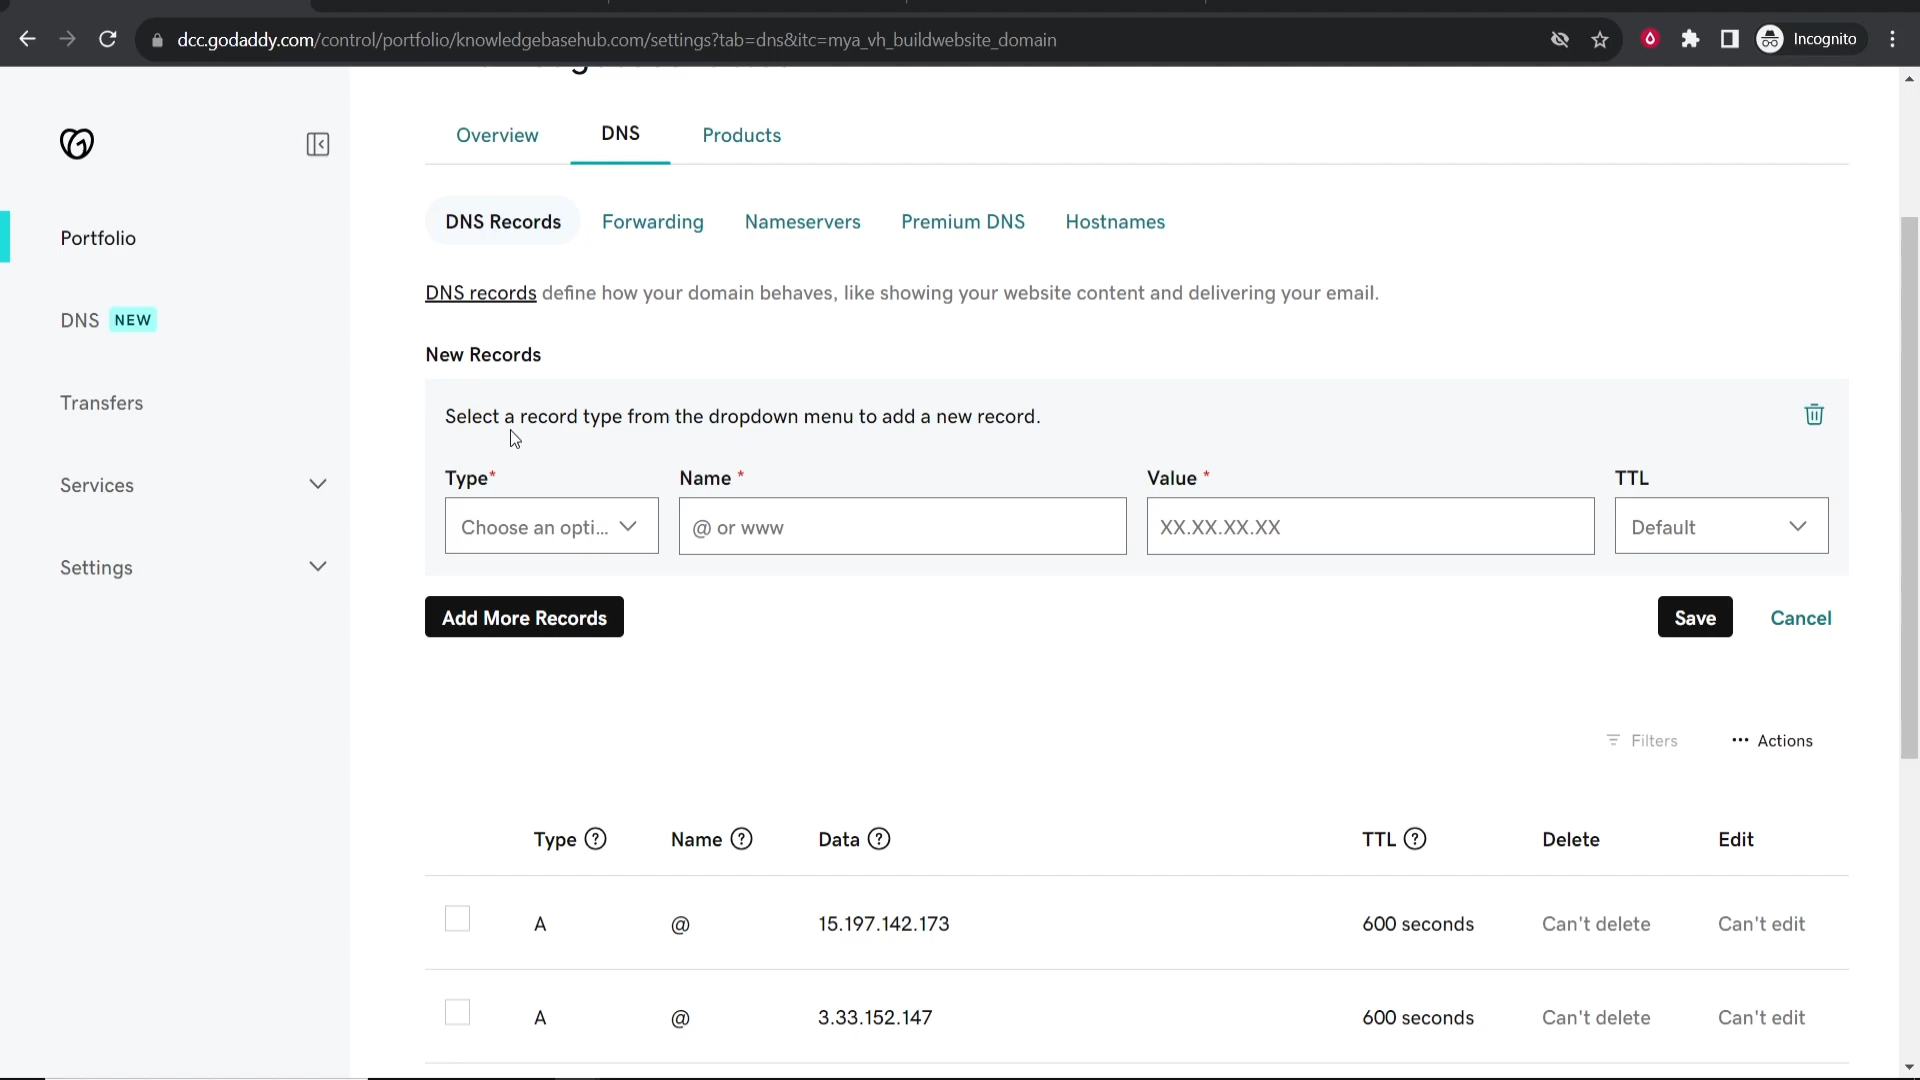 dcc.godaddy.com/control/portfolio/knowledgebasehub.com/settings?tab=dns&itc=mya_vh_buildwebsite_domain
Incognito
Overview
DNS
Products
Portfolio
DNS NEW
Transfers
Services
Settings
DNS Records
Forwarding
Nameservers
Premium DNS
Hostnames
DNS records define how your domain behaves, like showing your website content and delivering your email.
New Records
Select a record type from the dropdown menu to add a new record.
Type* Name * Value * TTL
Choose an opti... @ or www XX.XX.XX.XX Default
Add More Records
Save
Cancel
Filters
... Actions
Type ? Name ? Data ? TTL ? Delete Edit
A @ 15.197.142.173 600 seconds Can't delete Can't edit
A @ 3.33.152.147 600 seconds Can't delete Can't edit